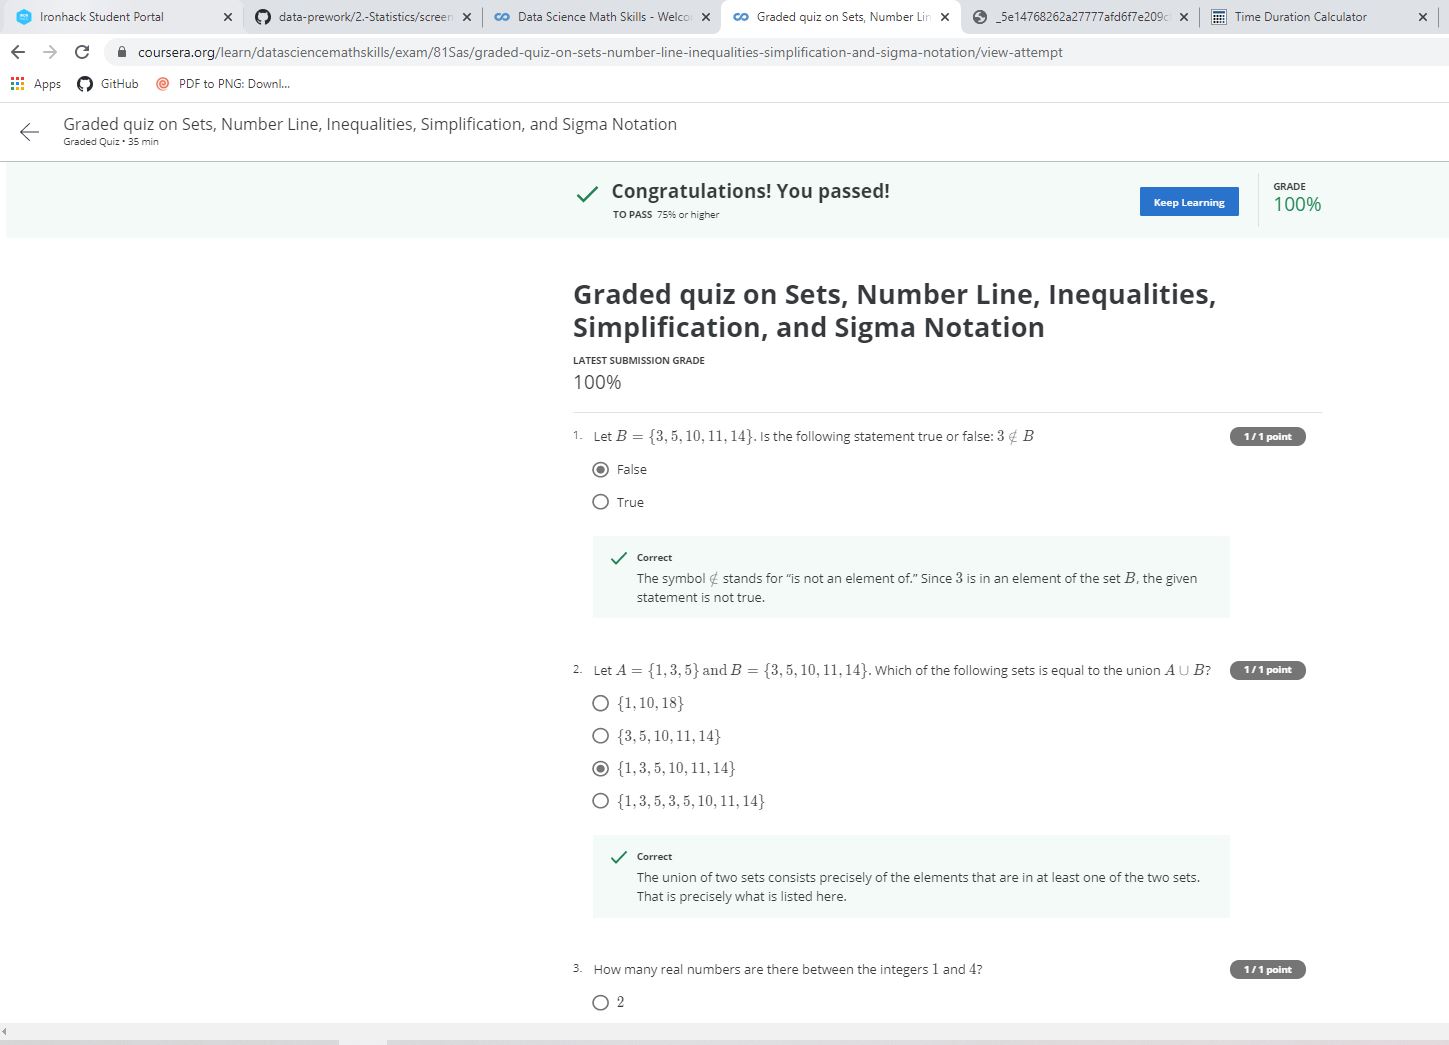 Ironhack Student Portal
data-prework/2.-Statistics/screen
Data Science Math Skills - Welco
Graded quiz on Sets, Number Lin
_5e14768262a27777afd6f7e209c
Time Duration Calculator
coursera.org/learn/datasciencemathskills/exam/81Sas/graded-quiz-on-sets-number-line-inequalities-simplification-and-sigma-notation/view-attempt
Apps GitHub PDF to PNG: Downl...
Graded quiz on Sets, Number Line, Inequalities, Simplification, and Sigma Notation
Graded Quiz • 35 min
Congratulations! You passed!
TO PASS 75% or higher
Keep Learning
GRADE
100%
Graded quiz on Sets, Number Line, Inequalities,
Simplification, and Sigma Notation
LATEST SUBMISSION GRADE
100%
1. Let B = {3, 5, 10, 11, 14}. Is the following statement true or false: 3 ∉ B
1 / 1 point
False
True
Correct
The symbol ∉ stands for “is not an element of.” Since 3 is in an element of the set B, the given
statement is not true.
2. Let A = {1, 3, 5} and B = {3, 5, 10, 11, 14}. Which of the following sets is equal to the union A ∪ B?
1 / 1 point
{1, 10, 18}
{3, 5, 10, 11, 14}
{1, 3, 5, 10, 11, 14}
{1, 3, 5, 3, 5, 10, 11, 14}
Correct
The union of two sets consists precisely of the elements that are in at least one of the two sets.
That is precisely what is listed here.
3. How many real numbers are there between the integers 1 and 4?
1 / 1 point
2